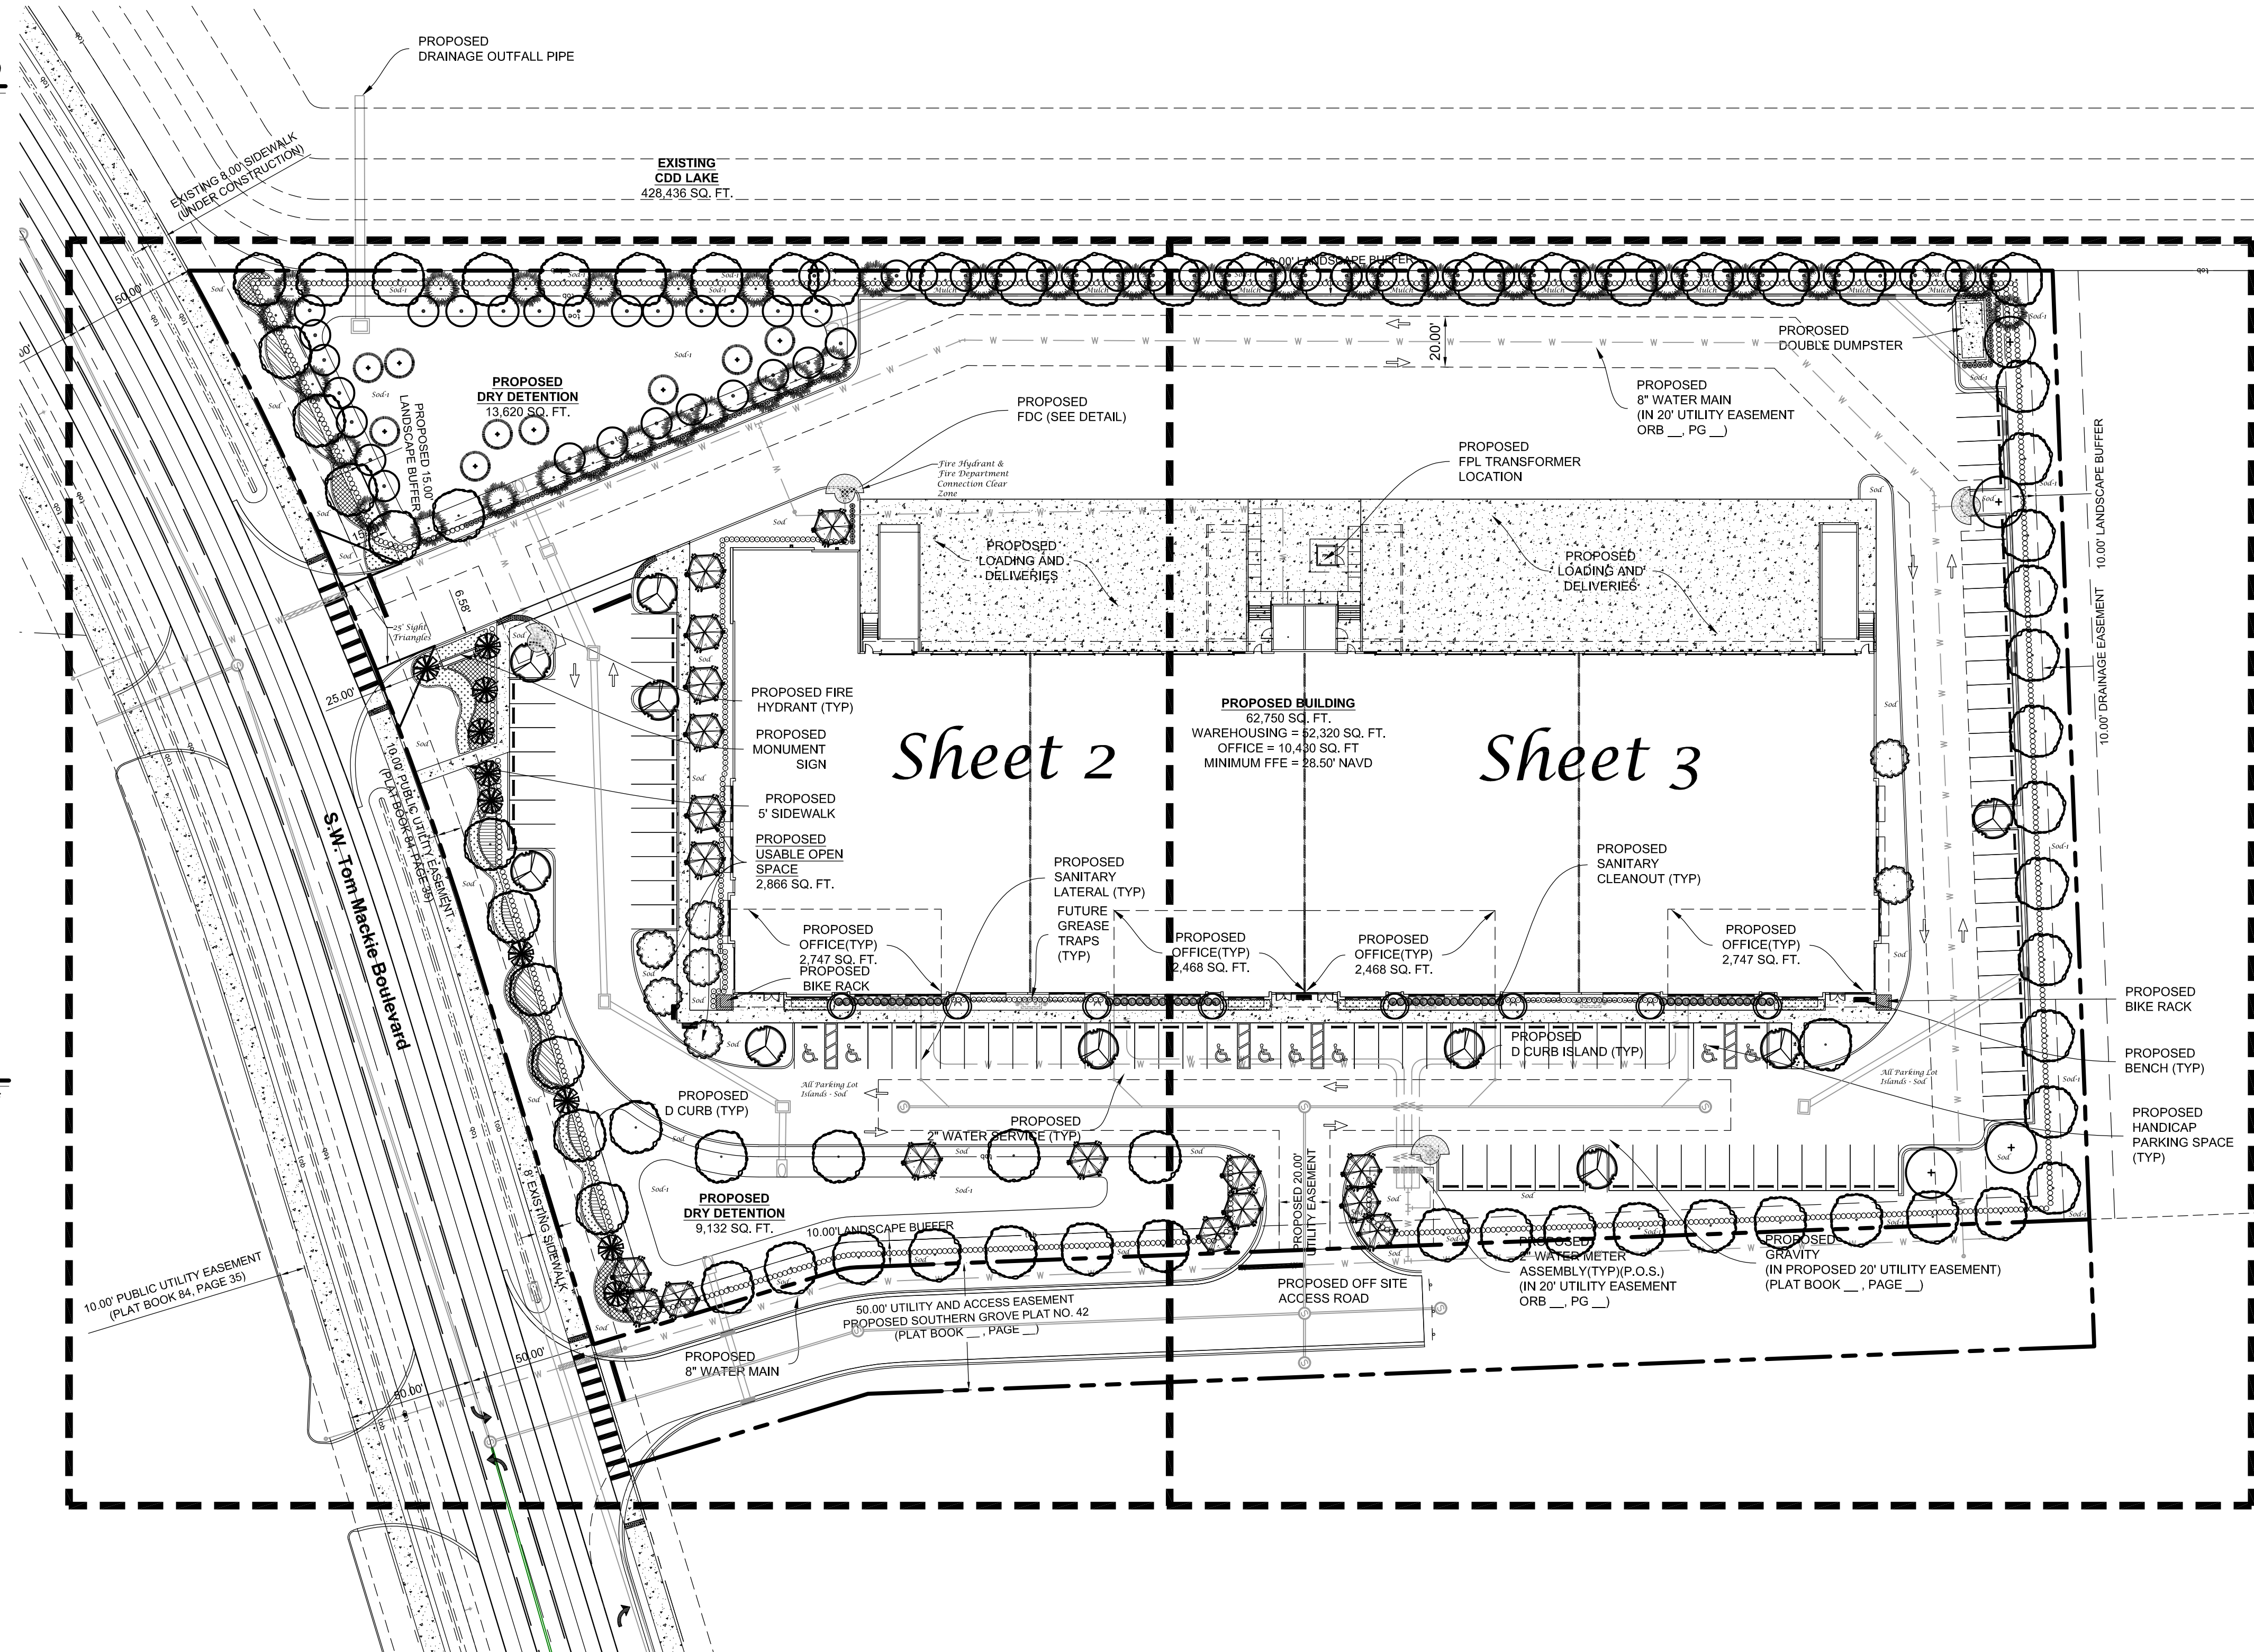 PROPOSED
DRAINAGE OUTFALL PIPE
EXISTING 8.00' SIDEWALK
(UNDER CONSTRUCTION)
EXISTING
CDD LAKE
428,436 SQ. FT.
50.00'
10.00' LANDSCAPE BUFFER
PROPOSED
DRY DETENTION
13,620 SQ. FT.
PROPOSED 15.00'
LANDSCAPE BUFFER
20.00'
PROPOSED
DOUBLE DUMPSTER
PROPOSED
8" WATER MAIN
(IN 20' UTILITY EASEMENT
ORB __, PG __)
PROPOSED
FDC (SEE DETAIL)
Fire Hydrant &
Fire Department
Connection Clear
Zone
PROPOSED
FPL TRANSFORMER
LOCATION
PROPOSED
LOADING AND
DELIVERIES
PROPOSED
LOADING AND
DELIVERIES
10.00' LANDSCAPE BUFFER
10.00' DRAINAGE EASEMENT
6.58'
25' Sight
Triangles
25.00'
PROPOSED FIRE
HYDRANT (TYP)
PROPOSED
MONUMENT
SIGN
PROPOSED
5' SIDEWALK
PROPOSED
USABLE OPEN
SPACE
2,866 SQ. FT.
Sheet 2
PROPOSED BUILDING
62,750 SQ. FT.
WAREHOUSING = 52,320 SQ. FT.
OFFICE = 10,430 SQ. FT
MINIMUM FFE = 28.50' NAVD
Sheet 3
10.00' PUBLIC UTILITY EASEMENT
(PLAT BOOK 84, PAGE 35)
S.W. Tom Mackie Boulevard
PROPOSED
SANITARY
LATERAL (TYP)
FUTURE
GREASE
TRAPS
(TYP)
PROPOSED
SANITARY
CLEANOUT (TYP)
PROPOSED
OFFICE(TYP)
2,747 SQ. FT.
PROPOSED
BIKE RACK
PROPOSED
OFFICE(TYP)
2,468 SQ. FT.
PROPOSED
OFFICE(TYP)
2,468 SQ. FT.
PROPOSED
OFFICE(TYP)
2,747 SQ. FT.
PROPOSED
BIKE RACK
PROPOSED
BENCH (TYP)
PROPOSED
HANDICAP
PARKING SPACE
(TYP)
PROPOSED
D CURB ISLAND (TYP)
All Parking Lot
Islands - Sod
All Parking Lot
Islands - Sod
PROPOSED
D CURB (TYP)
PROPOSED
2" WATER SERVICE (TYP)
PROPOSED
DRY DETENTION
9,132 SQ. FT.
10.00' LANDSCAPE BUFFER
PROPOSED 20.00'
UTILITY EASEMENT
8' EXISTING SIDEWALK
10.00' PUBLIC UTILITY EASEMENT
(PLAT BOOK 84, PAGE 35)
PROPOSED
2" WATER METER
ASSEMBLY(TYP)(P.O.S.)
(IN 20' UTILITY EASEMENT
ORB __, PG __)
PROPOSED
GRAVITY
(IN PROPOSED 20' UTILITY EASEMENT)
(PLAT BOOK __ , PAGE __)
PROPOSED OFF SITE
ACCESS ROAD
50.00' UTILITY AND ACCESS EASEMENT
PROPOSED SOUTHERN GROVE PLAT NO. 42
(PLAT BOOK __ , PAGE __)
PROPOSED
8" WATER MAIN
50.00'